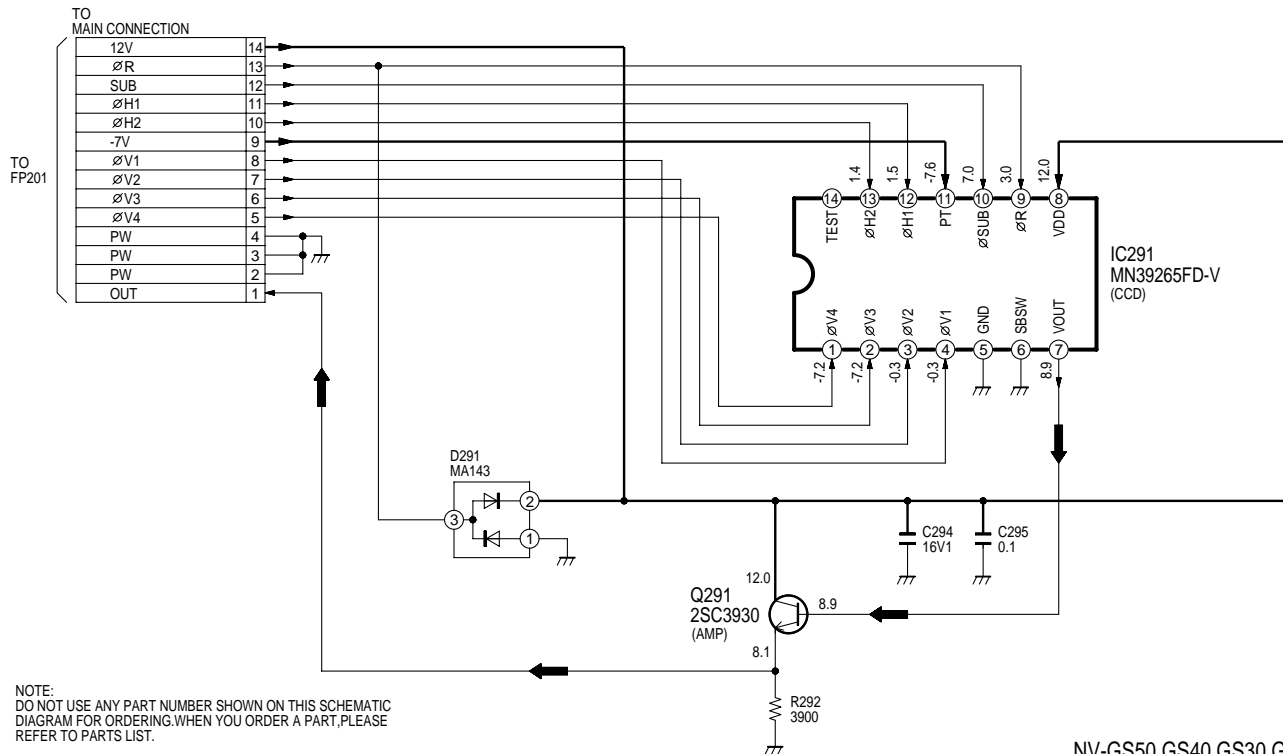 TO
MAIN CONNECTION
TO
FP201
12V 14
ØR 13
SUB 12
ØH1 11
ØH2 10
-7V 9
ØV1 8
ØV2 7
ØV3 6
ØV4 5
PW 4
PW 3
PW 2
OUT 1
1.4 1.5 -7.6 7.0 3.0 12.0
14 13 12 11 10 9 8
TEST ØH2 ØH1 PT ØSUB ØR VDD
IC291
MN39265FD-V
(CCD)
ØV4 ØV3 ØV2 ØV1 GND SBSW VOUT
1 2 3 4 5 6 7
-7.2 -7.2 -0.3 -0.3 8.9
D291
MA143
3 2 1
C294
16V1
C295
0.1
12.0
Q291
2SC3930
(AMP)
8.9
8.1
R292
3900
NOTE:
DO NOT USE ANY PART NUMBER SHOWN ON THIS SCHEMATIC
DIAGRAM FOR ORDERING.WHEN YOU ORDER A PART,PLEASE
REFER TO PARTS LIST.
NV-GS50,GS40,GS30,G